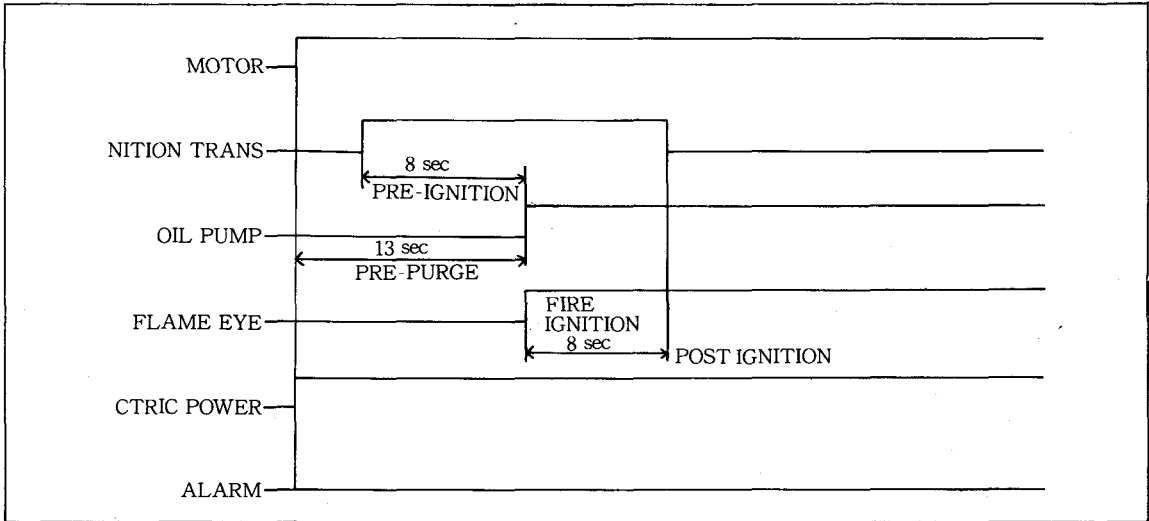 MOTOR
NITION TRANS
8 sec
PRE-IGNITION
OIL PUMP
13 sec
PRE-PURGE
FLAME EYE
FIRE
IGNITION
8 sec
POST IGNITION
CTRIC POWER
ALARM